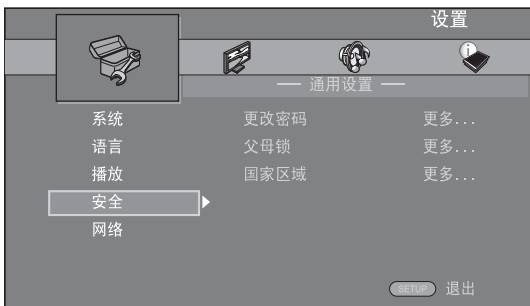 设置
— 通用设置 —
系统 更改密码 更多...
语言 父母锁 更多...
播放 国家区域 更多...
安全
网络
SETUP 退出